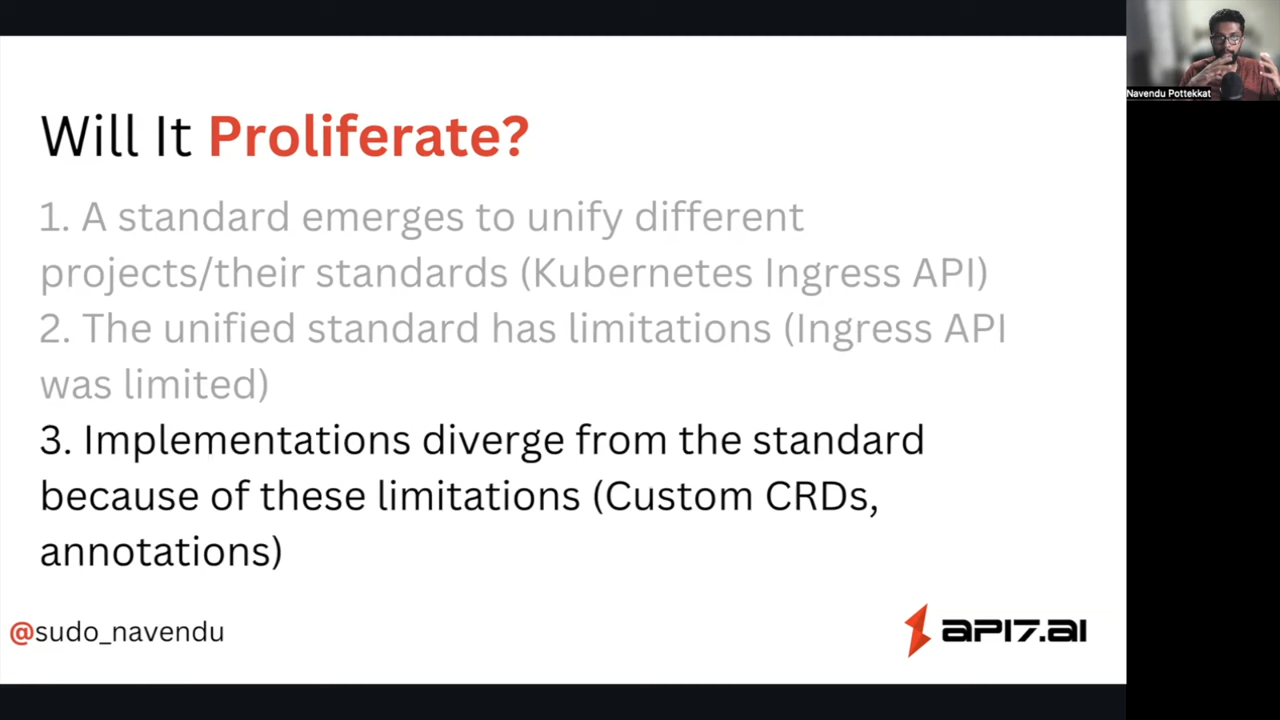 Will It Proliferate?
1. A standard emerges to unify different
projects/their standards (Kubernetes Ingress API)
2. The unified standard has limitations (Ingress API
was limited)
3. Implementations diverge from the standard
because of these limitations (Custom CRDs,
annotations)
@sudo_navendu
API7.AI
Navendu Pottekkat